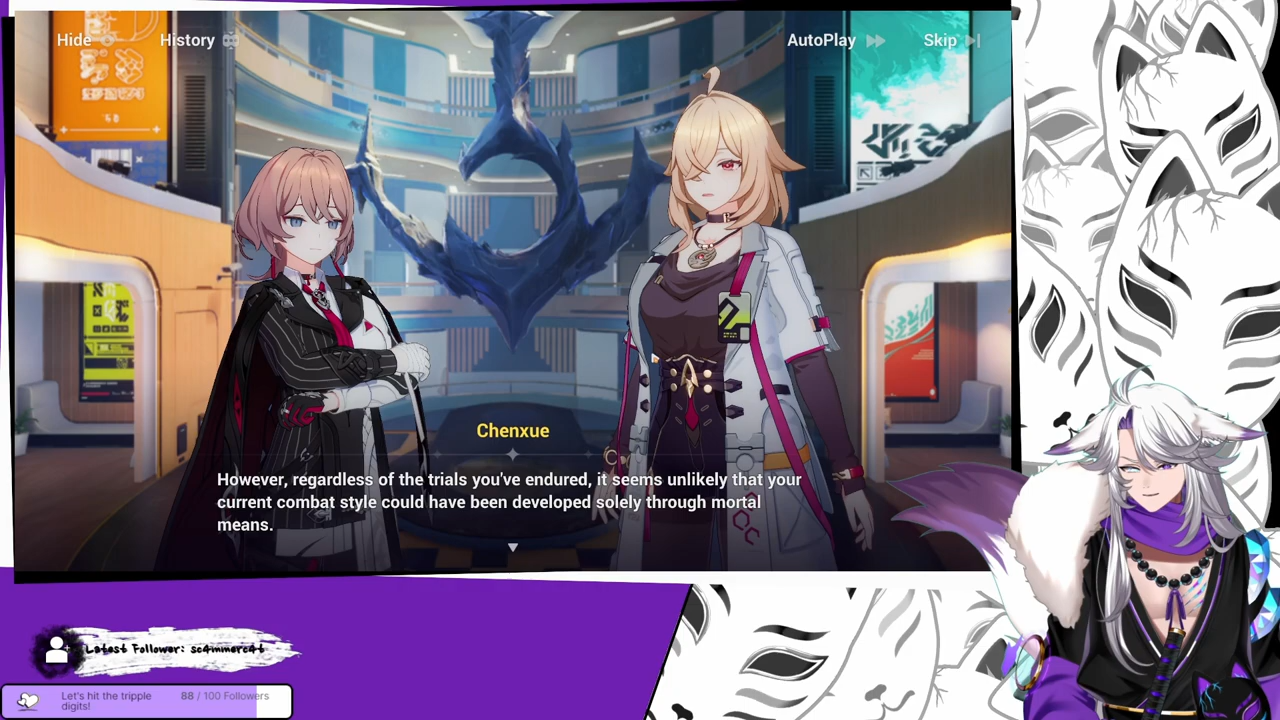 Hide
History
AutoPlay
Skip
Chenxue
However, regardless of the trials you've endured, it seems unlikely that your
current combat style could have been developed solely through mortal
means.
Latest Follower: sc4mmerc4t
Let's hit the tripple
digits!
88 / 100 Followers